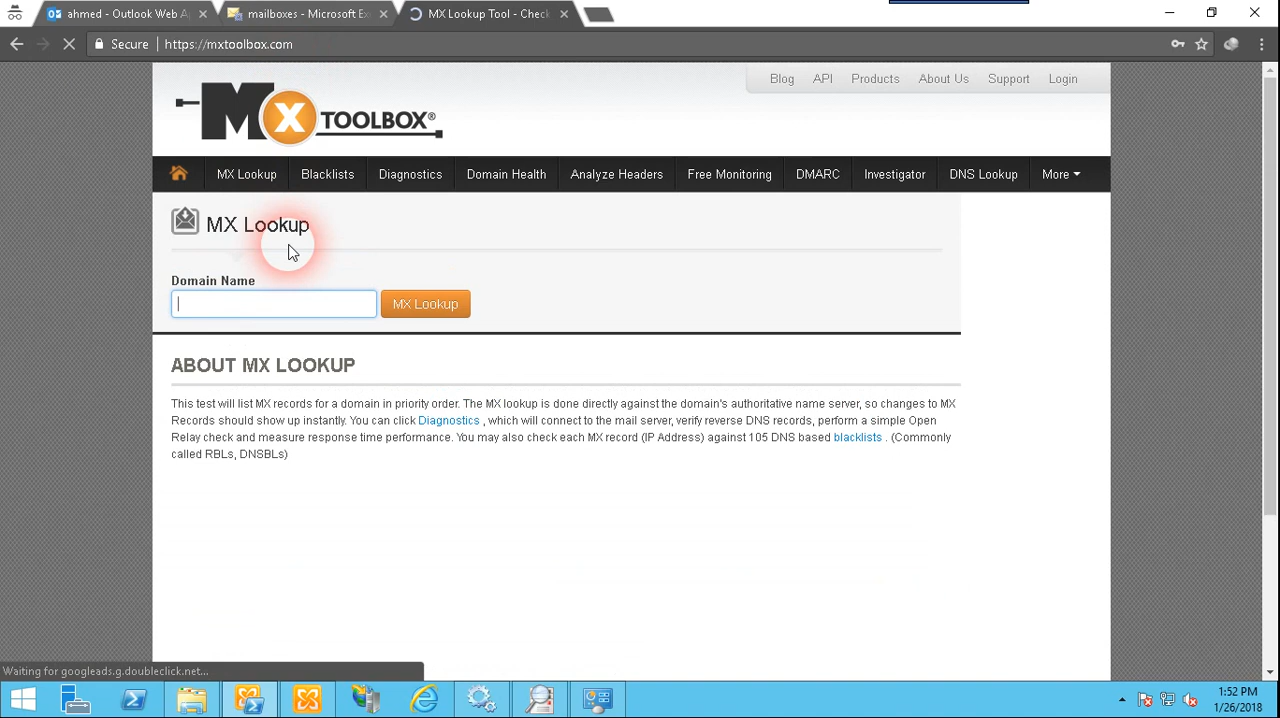 ahmed - Outlook Web A
mailboxes - Microsoft Ex
MX Lookup Tool - Check
Secure
https://mxtoolbox.com
Blog
API
Products
About Us
Support
Login
MX TOOLBOX®
MX Lookup
Blacklists
Diagnostics
Domain Health
Analyze Headers
Free Monitoring
DMARC
Investigator
DNS Lookup
More
MX Lookup
Domain Name
MX Lookup
ABOUT MX LOOKUP
This test will list MX records for a domain in priority order. The MX lookup is done directly against the domain's authoritative name server, so changes to MX
Records should show up instantly. You can click Diagnostics , which will connect to the mail server, verify reverse DNS records, perform a simple Open
Relay check and measure response time performance. You may also check each MX record (IP Address) against 105 DNS based blacklists . (Commonly
called RBLs, DNSBLs)
Waiting for googleads.g.doubleclick.net...
1:52 PM
1/26/2018